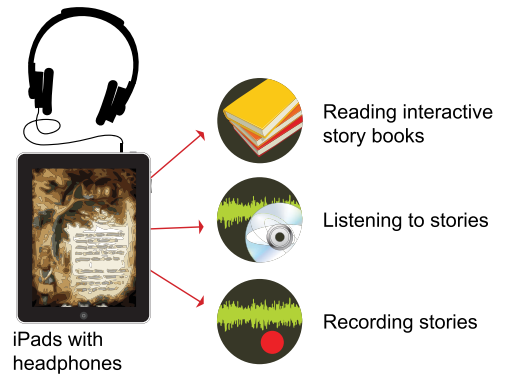 Reading interactive
story books
Listening to stories
Recording stories
iPads with
headphones